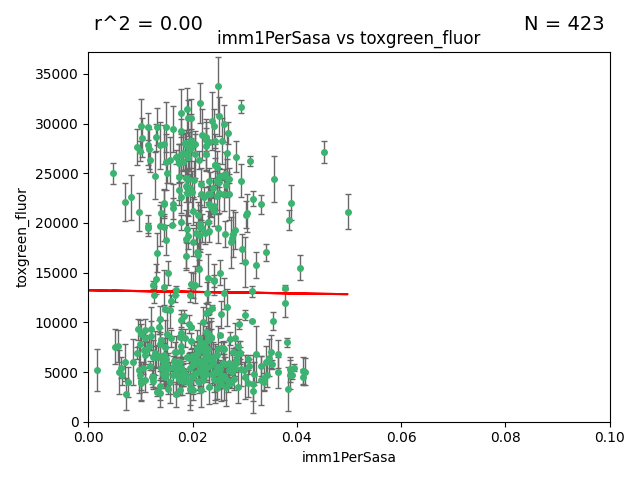 r^2 = 0.00
N = 423
imm1PerSasa vs toxgreen_fluor
35000
30000
25000
20000
15000
10000
5000
0
toxgreen_fluor
0.00
0.02
0.04
0.06
0.08
0.10
imm1PerSasa